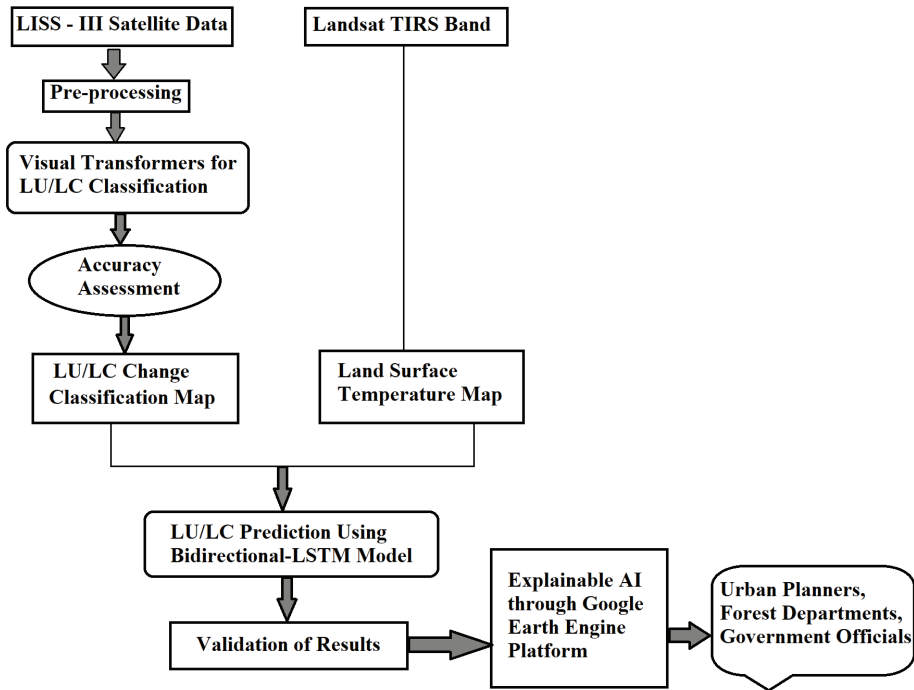 LISS - III Satellite Data
Landsat TIRS Band
Pre-processing
Visual Transformers for
LU/LC Classification
Accuracy
Assessment
LU/LC Change
Classification Map
Land Surface
Temperature Map
LU/LC Prediction Using
Bidirectional-LSTM Model
Validation of Results
Explainable AI
through Google
Earth Engine
Platform
Urban Planners,
Forest Departments,
Government Officials